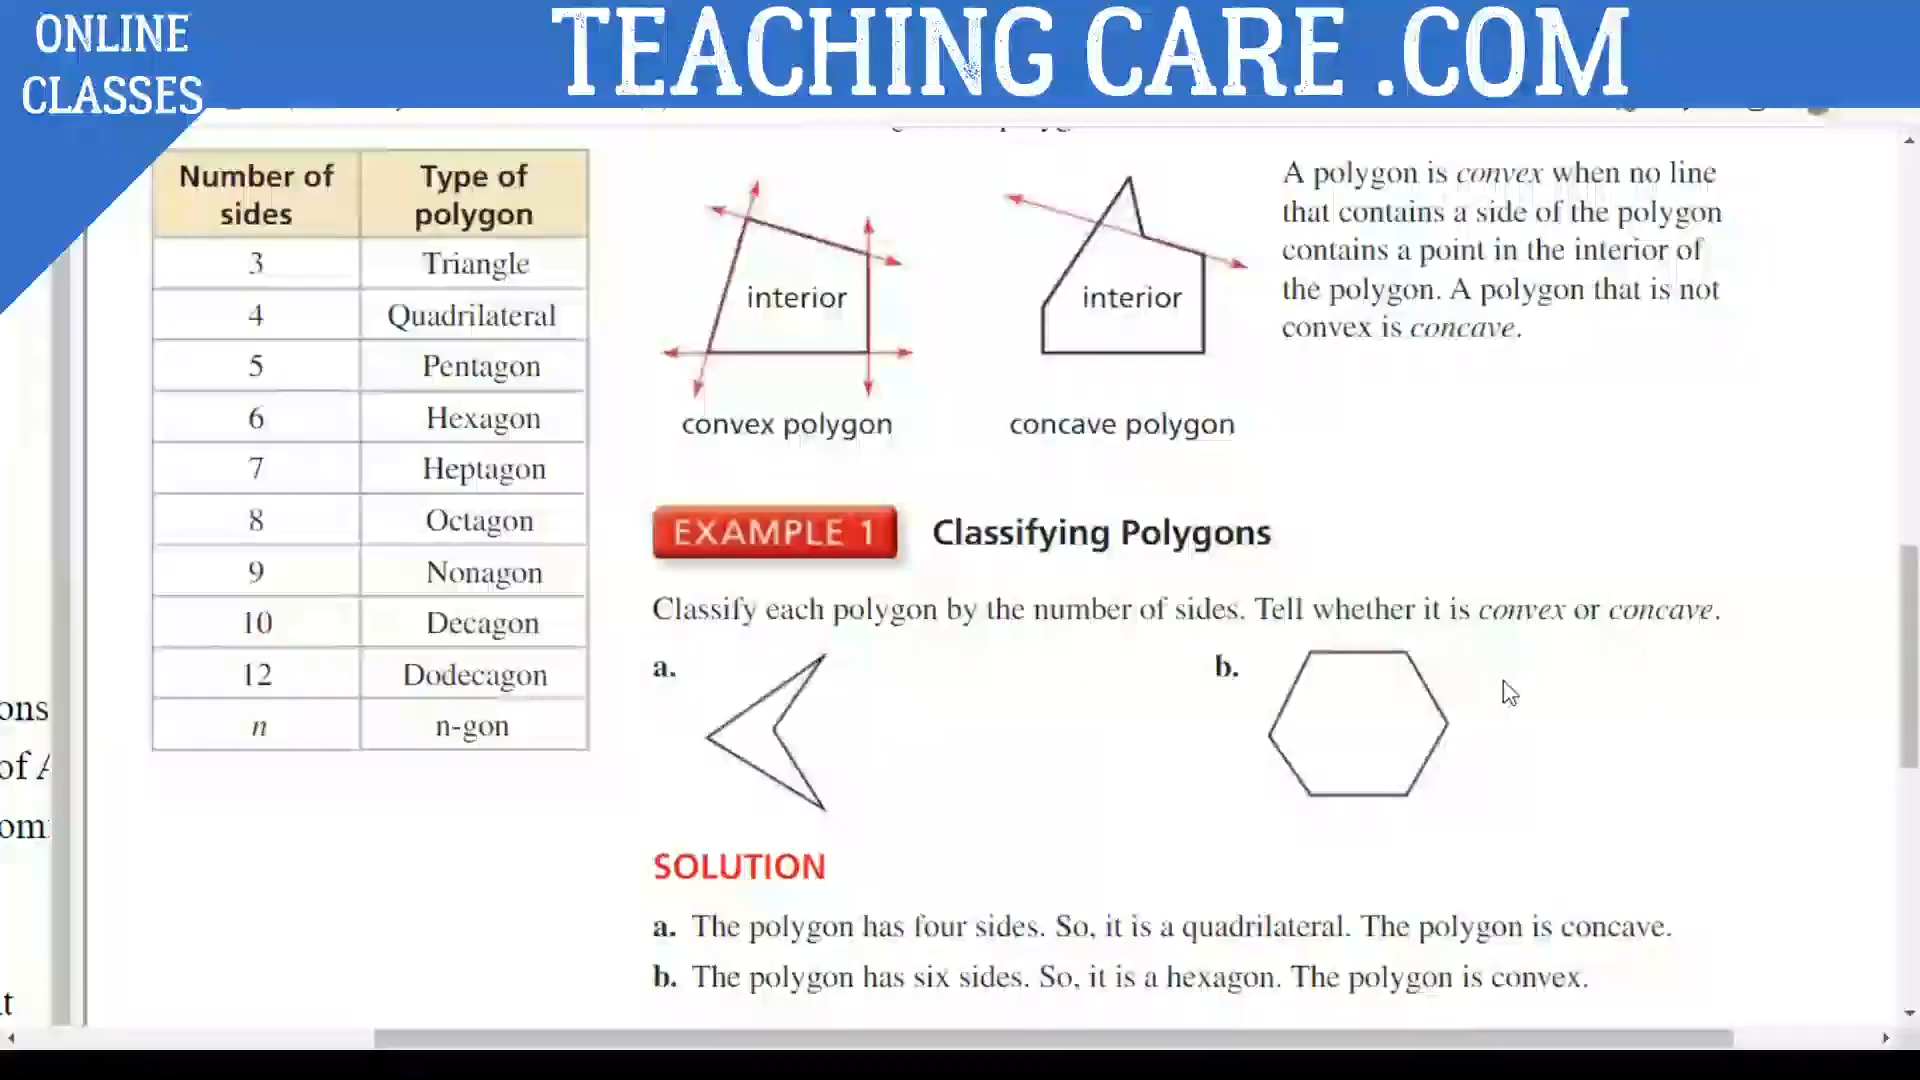 ONLINE
CLASSES
TEACHING CARE .COM
Number of sides Type of polygon
3 Triangle
4 Quadrilateral
5 Pentagon
6 Hexagon
7 Heptagon
8 Octagon
9 Nonagon
10 Decagon
12 Dodecagon
n n-gon
interior
convex polygon
interior
concave polygon
A polygon is convex when no line
that contains a side of the polygon
contains a point in the interior of
the polygon. A polygon that is not
convex is concave.
EXAMPLE 1 Classifying Polygons
Classify each polygon by the number of sides. Tell whether it is convex or concave.
a. b.
SOLUTION
a. The polygon has four sides. So, it is a quadrilateral. The polygon is concave.
b. The polygon has six sides. So, it is a hexagon. The polygon is convex.
ons
of
om
t